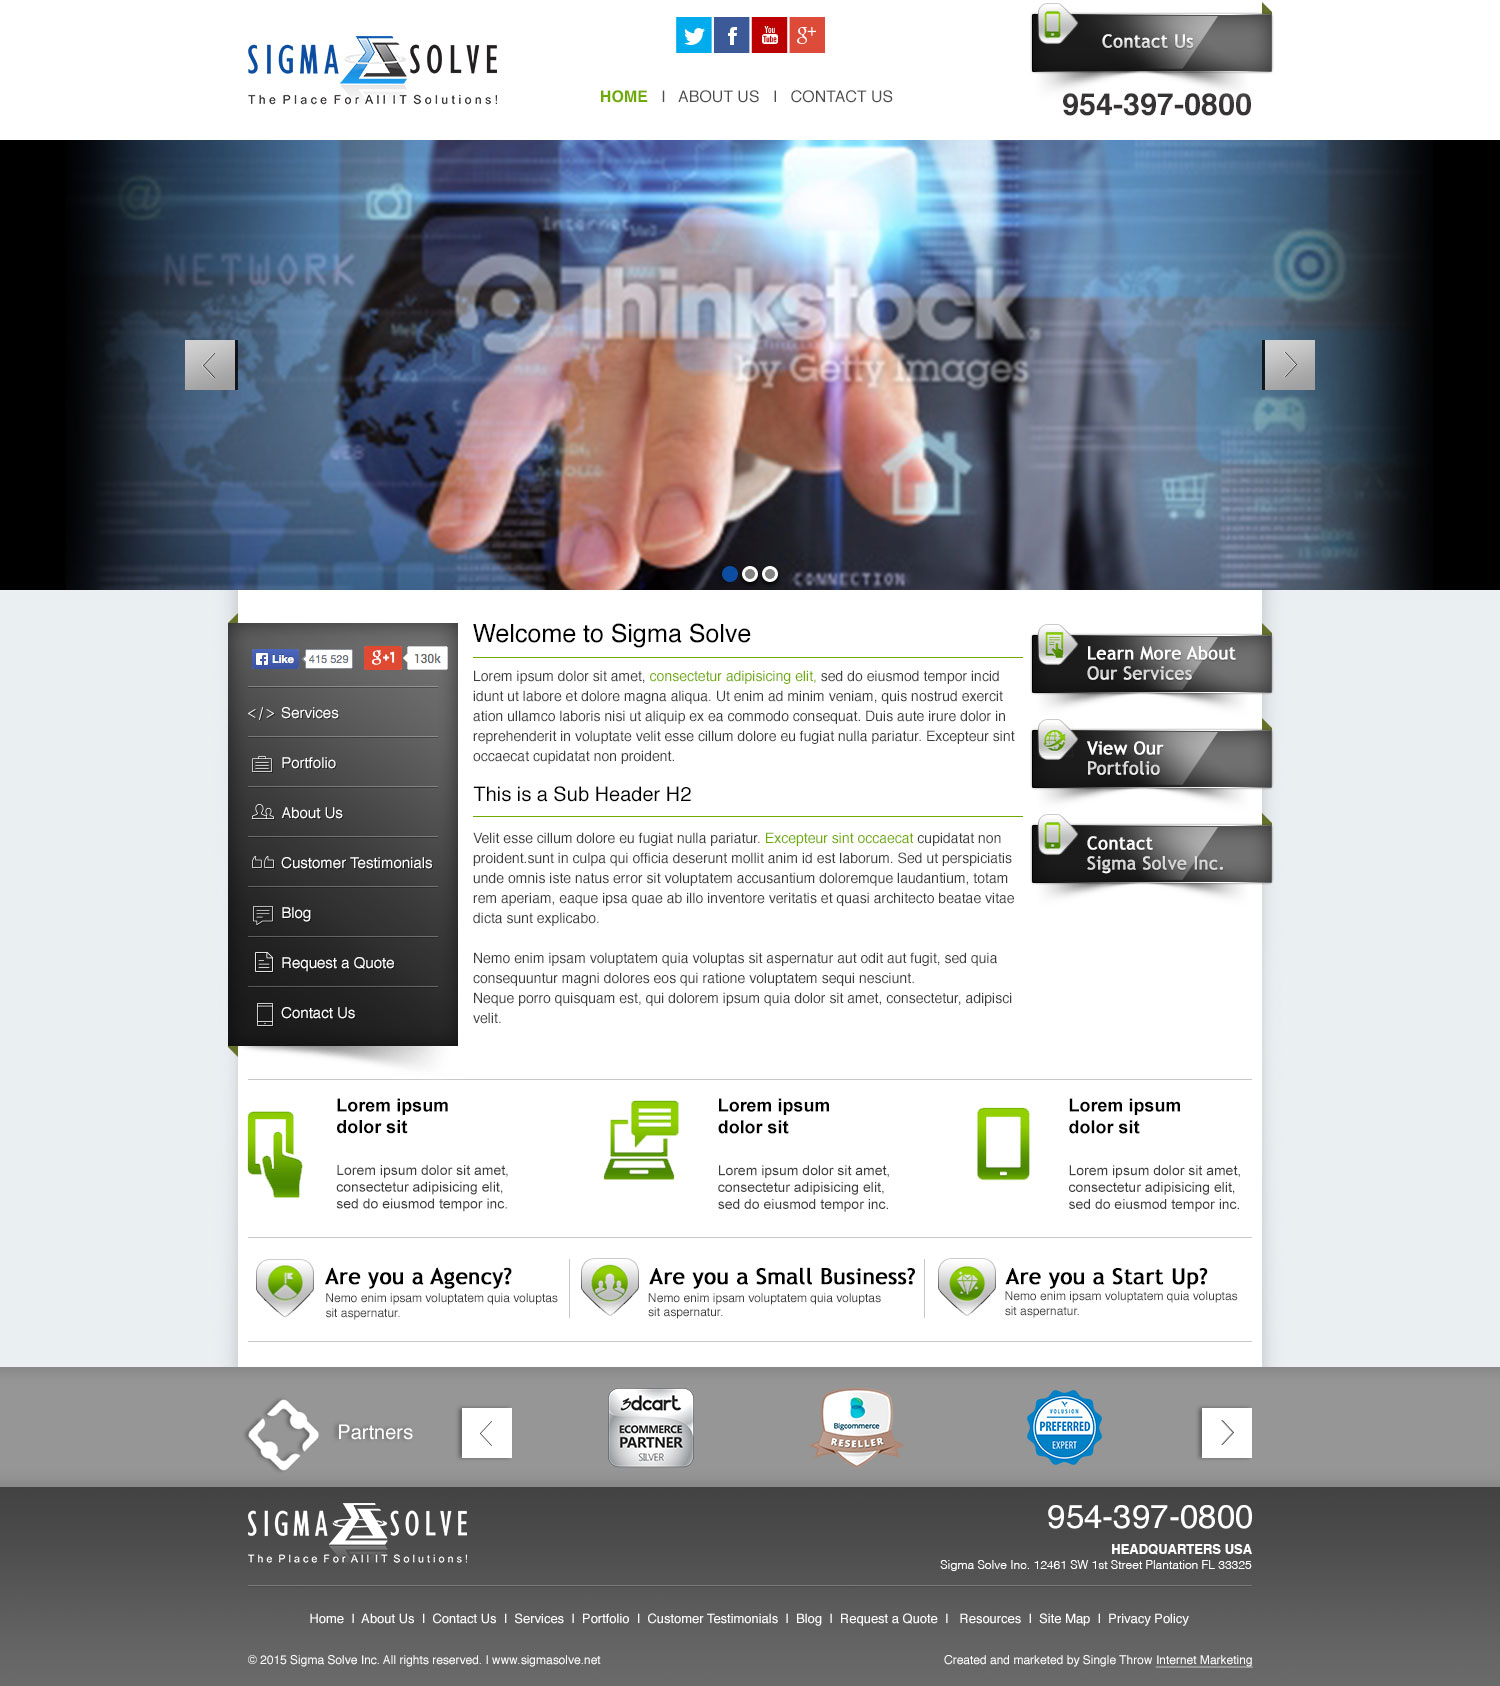 SIGMA SOLVE
The Place For All IT Solutions!
You Tube
g+
HOME | ABOUT US | CONTACT US
Contact Us
954-397-0800
@
Internet
NETWORK
Thinkstock
by Getty Images
CONNECTION
Like 415 529
g+1 130k
</> Services
Portfolio
About Us
Customer Testimonials
Blog
Request a Quote
Contact Us
Welcome to Sigma Solve
Lorem ipsum dolor sit amet, consectetur adipisicing elit, sed do eiusmod tempor incid
idunt ut labore et dolore magna aliqua. Ut enim ad minim veniam, quis nostrud exercit
ation ullamco laboris nisi ut aliquip ex ea commodo consequat. Duis aute irure dolor in
reprehenderit in voluptate velit esse cillum dolore eu fugiat nulla pariatur. Excepteur sint
occaecat cupidatat non proident.
This is a Sub Header H2
Velit esse cillum dolore eu fugiat nulla pariatur. Excepteur sint occaecat cupidatat non
proident.sunt in culpa qui officia deserunt mollit anim id est laborum. Sed ut perspiciatis
unde omnis iste natus error sit voluptatem accusantium doloremque laudantium, totam
rem aperiam, eaque ipsa quae ab illo inventore veritatis et quasi architecto beatae vitae
dicta sunt explicabo.
Nemo enim ipsam voluptatem quia voluptas sit aspernatur aut odit aut fugit, sed quia
consequuntur magni dolores eos qui ratione voluptatem sequi nesciunt.
Neque porro quisquam est, qui dolorem ipsum quia dolor sit amet, consectetur, adipisci
velit.
Learn More About
Our Services
View Our
Portfolio
Contact
Sigma Solve Inc.
Lorem ipsum
dolor sit
Lorem ipsum dolor sit amet,
consectetur adipisicing elit,
sed do eiusmod tempor inc.
Lorem ipsum
dolor sit
Lorem ipsum dolor sit amet,
consectetur adipisicing elit,
sed do eiusmod tempor inc.
Lorem ipsum
dolor sit
Lorem ipsum dolor sit amet,
consectetur adipisicing elit,
sed do eiusmod tempor inc.
Are you a Agency?
Nemo enim ipsam voluptatem quia voluptas
sit aspernatur.
Are you a Small Business?
Nemo enim ipsam voluptatem quia voluptas
sit aspernatur.
Are you a Start Up?
Nemo enim ipsam voluptatem quia voluptas
sit aspernatur.
Partners
3dcart
ECOMMERCE
PARTNER
SILVER
B
Bigcommerce
RESELLER
VOLUSION
PREFERRED
EXPERT
SIGMA SOLVE
The Place For All IT Solutions!
954-397-0800
HEADQUARTERS USA
Sigma Solve Inc. 12461 SW 1st Street Plantation FL 33325
Home | About Us | Contact Us | Services | Portfolio | Customer Testimonials | Blog | Request a Quote | Resources | Site Map | Privacy Policy
© 2015 Sigma Solve Inc. All rights reserved. | www.sigmasolve.net
Created and marketed by Single Throw Internet Marketing